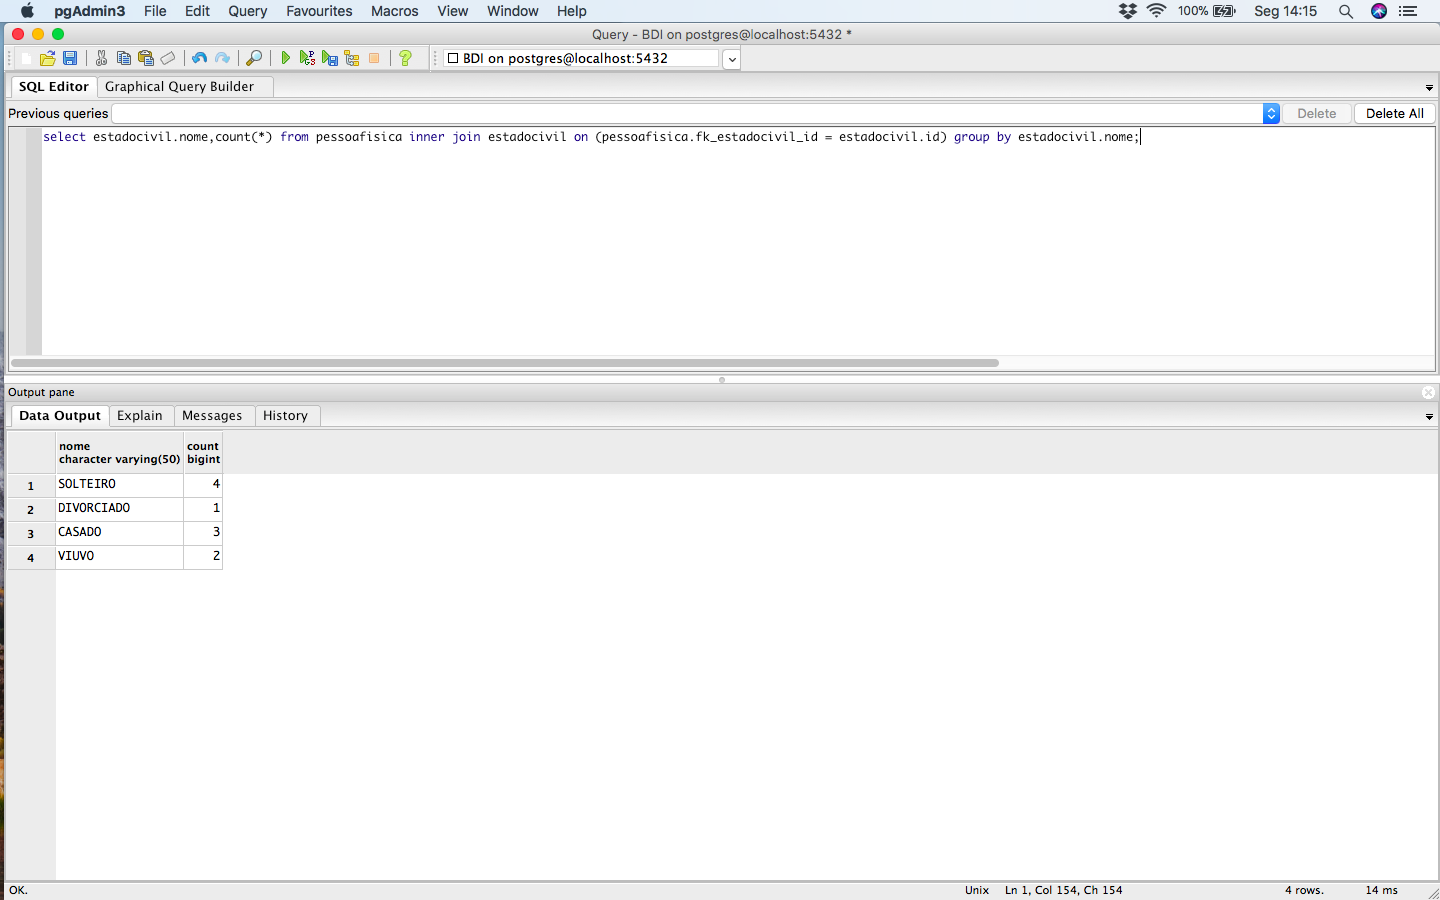 pgAdmin3 File Edit Query Favourites Macros View Window Help 100% Seg 14:15
Query - BDI on postgres@localhost:5432 *
BDI on postgres@localhost:5432
SQL Editor Graphical Query Builder
Previous queries Delete Delete All
select estadocivil.nome,count(*) from pessoafisica inner join estadocivil on (pessoafisica.fk_estadocivil_id = estadocivil.id) group by estadocivil.nome;
Output pane
Data Output Explain Messages History
nome count
character varying(50) bigint
1 SOLTEIRO 4
2 DIVORCIADO 1
3 CASADO 3
4 VIUVO 2
OK. Unix Ln 1, Col 154, Ch 154 4 rows. 14 ms